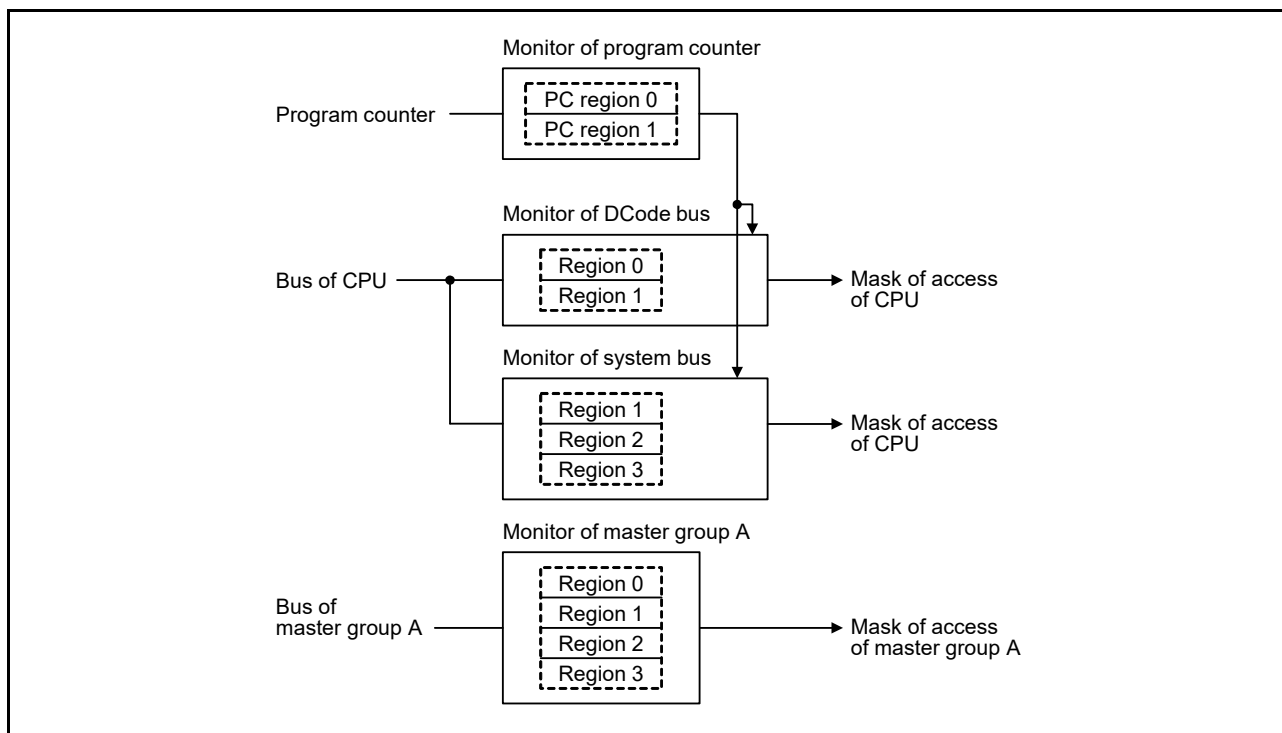 Monitor of program counter
Program counter
PC region 0
PC region 1
Monitor of DCode bus
Bus of CPU
Region 0
Region 1
Mask of access
of CPU
Monitor of system bus
Region 1
Region 2
Region 3
Mask of access
of CPU
Monitor of master group A
Bus of
master group A
Region 0
Region 1
Region 2
Region 3
Mask of access
of master group A